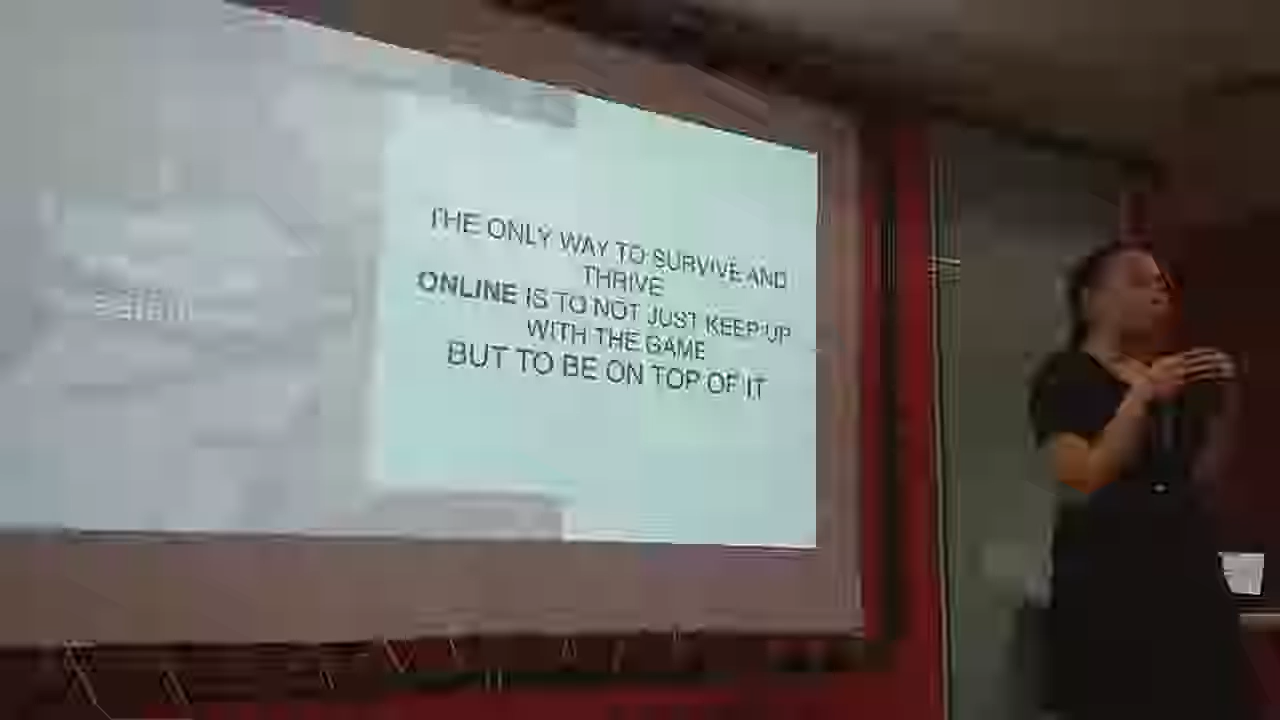 THE ONLY WAY TO SURVIVE AND
THRIVE
ONLINE IS TO NOT JUST KEEP UP
WITH THE GAME
BUT TO BE ON TOP OF IT